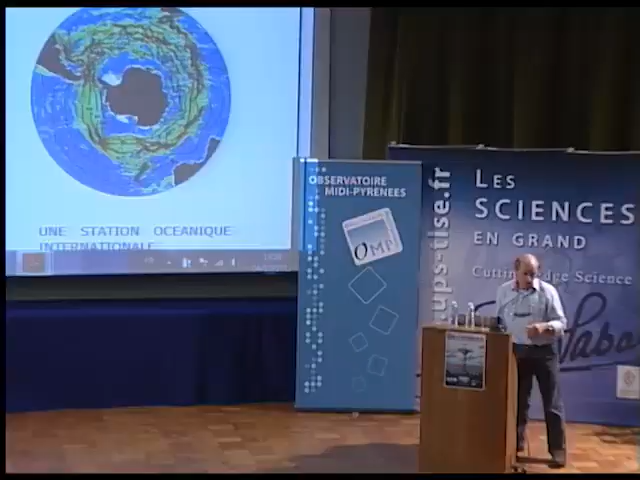 UNE STATION OCEANIQUE
INTERNATIONALE
OBSERVATOIRE
MIDI-PYRENEES
OMP
ups-tlse.fr
LES
SCIENCES
EN GRAND
Cutting Edge Science